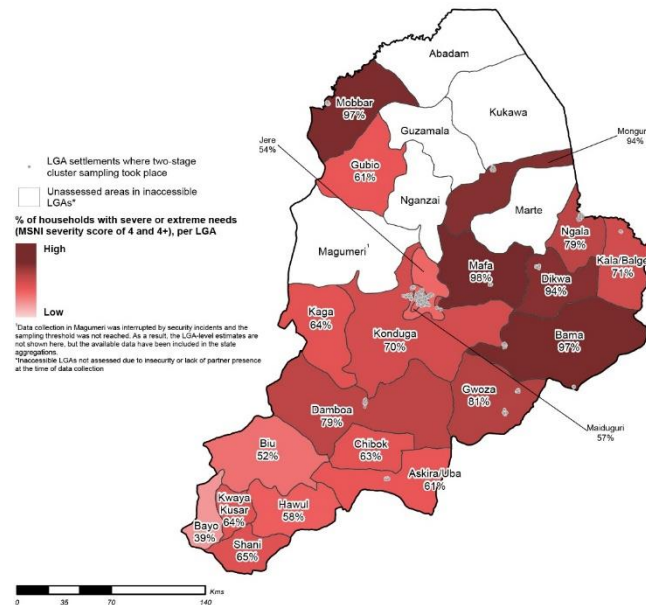 Abadam
Mobbar
97%
Kukawa
Guzamala
Jere
54%
Monguno
94%
Gubio
61%
LGA settlements where two-stage
cluster sampling took place
Nganzai
Marte
Unassessed areas in inaccessible
LGAs*
% of households with severe or extreme needs
(MSNI severity score of 4 and 4+), per LGA
High
Low
Ngala
79%
Magumeri¹
Mafa
98%
Kala/Balge
71%
Dikwa
94%
Kaga
64%
Konduga
70%
Bama
97%
¹Data collection in Magumeri was interrupted by security incidents and the
sampling threshold was not reached. As a result, the LGA-level estimates are
not shown here, but the available data have been included in the state
aggregations.
*Inaccessible LGAs not assessed due to insecurity or lack of partner presence
at the time of data collection
Gwoza
81%
Damboa
79%
Maiduguri
57%
Biu
52%
Chibok
63%
Askira/Uba
61%
Kwaya
Kusar
64%
Hawul
58%
Bayo
39%
Shani
65%
Kms
0 35 70 140